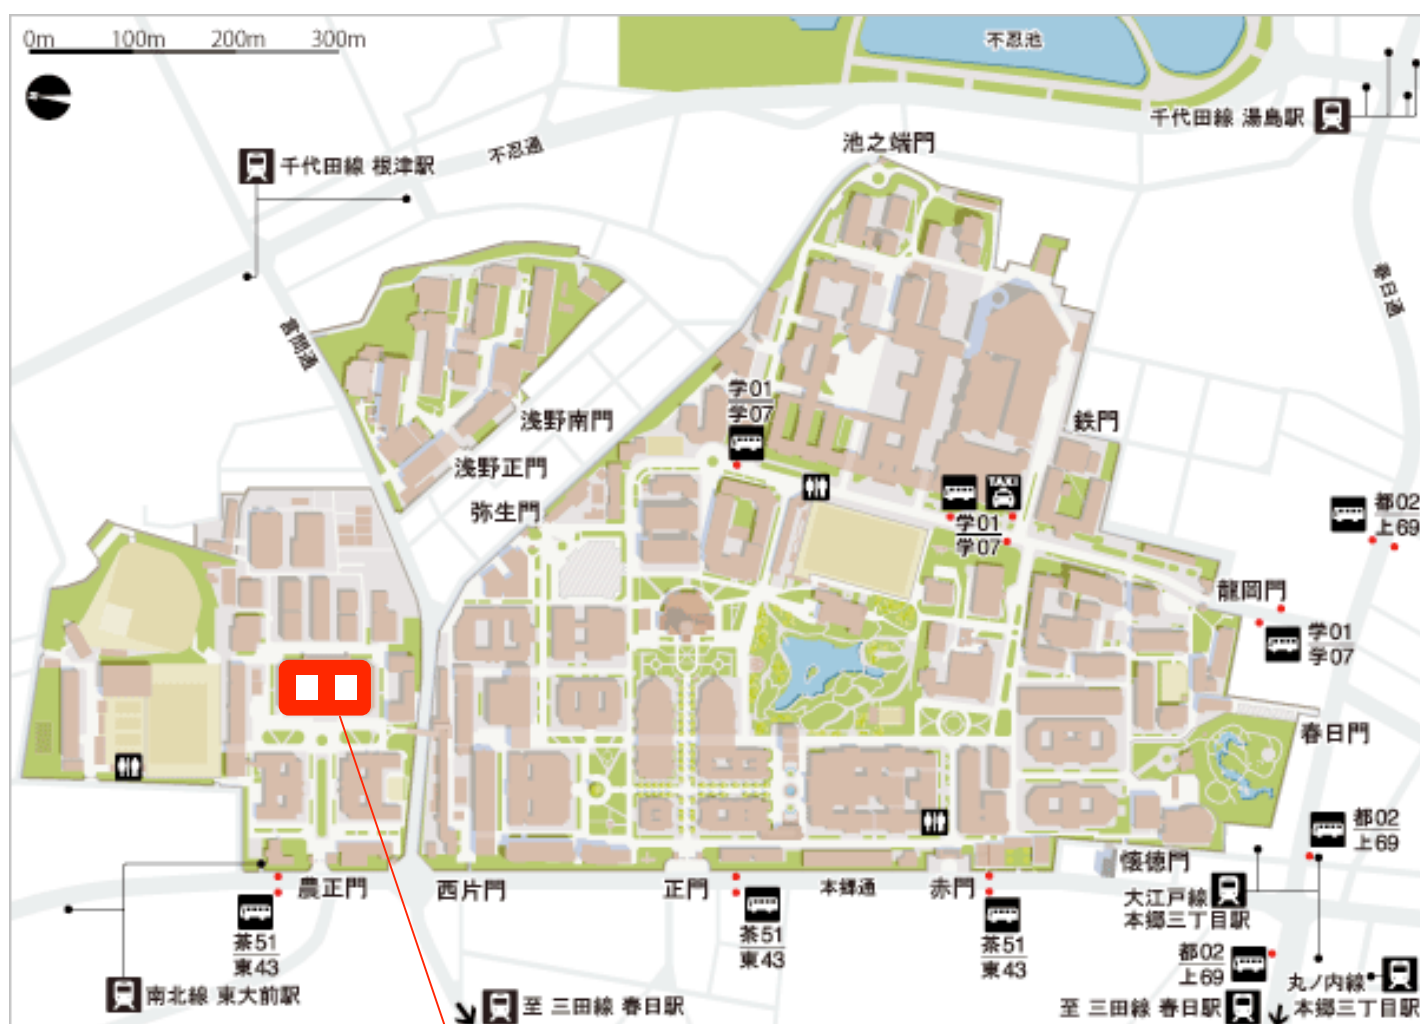 0m 100m 200m 300m
不忍池
千代田線 湯島駅
池之端門
不忍通
千代田線 根津駅
春日通
言問通
学01
学07
浅野南門
鉄門
浅野正門
TAXI
弥生門
学01
学07
都02
上69
龍岡門
学01
学07
春日門
都02
上69
懐徳門
農正門
西片門
正門
本郷通
赤門
大江戸線
本郷三丁目駅
茶51
東43
茶51
東43
茶51
東43
都02
上69
丸ノ内線
本郷三丁目駅
南北線 東大前駅
至 三田線 春日駅
至 三田線 春日駅